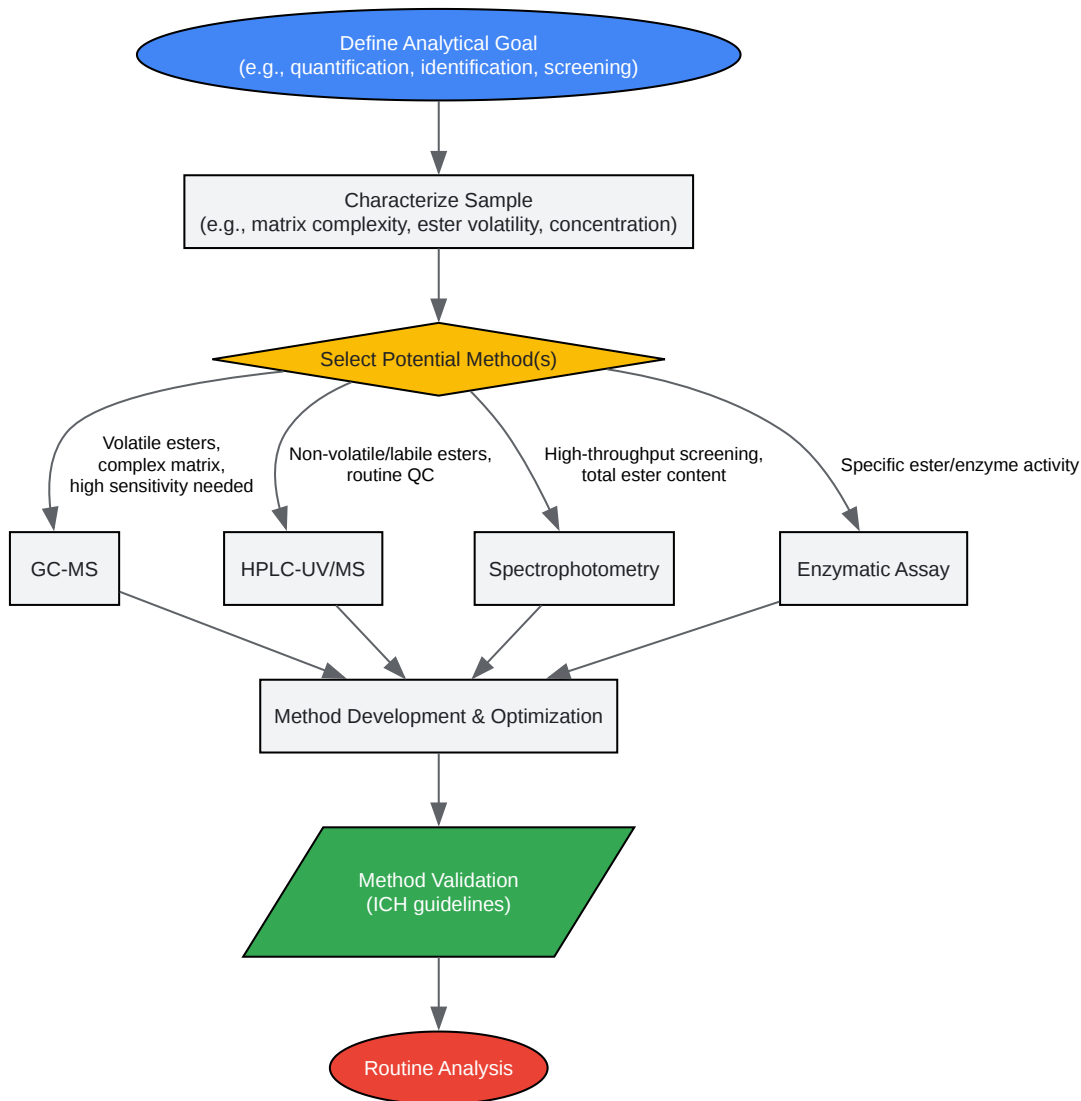 Define Analytical Goal
(e.g., quantification, identification, screening)
Characterize Sample
(e.g., matrix complexity, ester volatility, concentration)
Select Potential Method(s)
Volatile esters,
complex matrix,
high sensitivity needed
Non-volatile/labile esters,
routine QC
High-throughput screening,
total ester content
Specific ester/enzyme activity
GC-MS
HPLC-UV/MS
Spectrophotometry
Enzymatic Assay
Method Development & Optimization
Method Validation
(ICH guidelines)
Routine Analysis